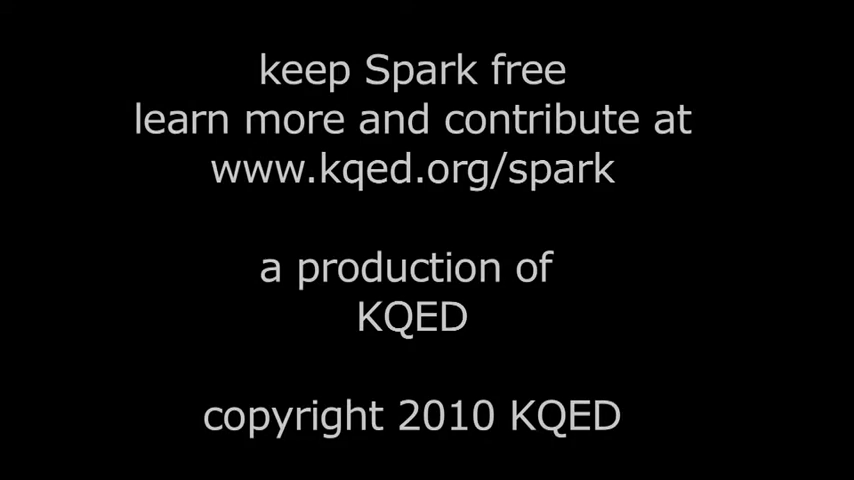 keep Spark free
learn more and contribute at
www.kqed.org/spark
a production of
KQED
copyright 2010 KQED